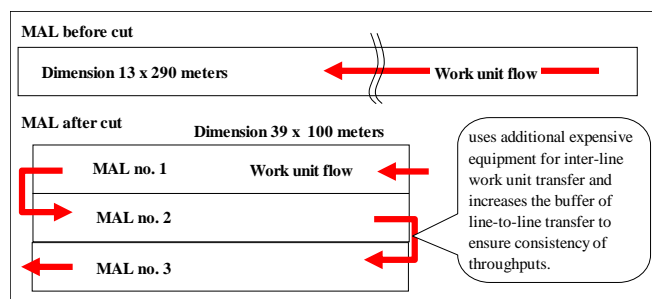 MAL before cut
Dimension 13 x 290 meters
Work unit flow
MAL after cut
Dimension 39 x 100 meters
MAL no. 1
Work unit flow
MAL no. 2
MAL no. 3
uses additional expensive
equipment for inter-line
work unit transfer and
increases the buffer of
line-to-line transfer to
ensure consistency of
throughputs.